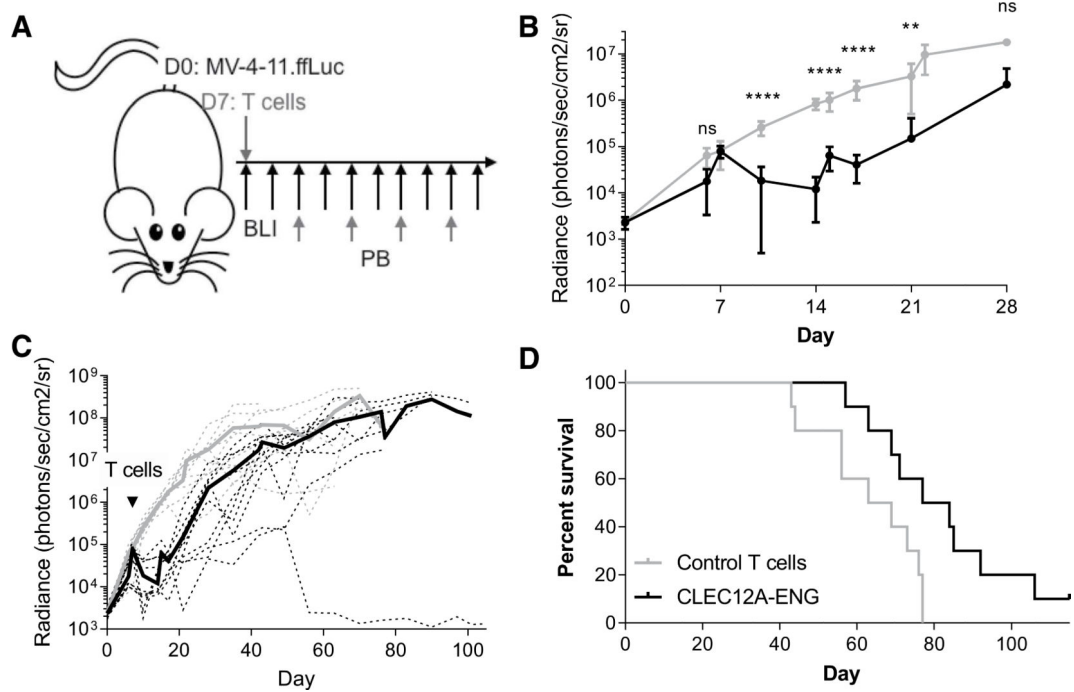 A
D0: MV-4-11.ffLuc
D7: T cells
BLI
PB
B
Radiance (photons/sec/cm2/sr)
10^7
10^6
10^5
10^4
10^3
10^2
ns
****
****
****
**
ns
0 7 14 21 28
Day
C
Radiance (photons/sec/cm2/sr)
10^9
10^8
10^7
10^6
10^5
10^4
10^3
T cells
0 20 40 60 80 100
Day
D
Percent survival
100
80
60
40
20
0
Control T cells
CLEC12A-ENG
0 20 40 60 80 100
Day